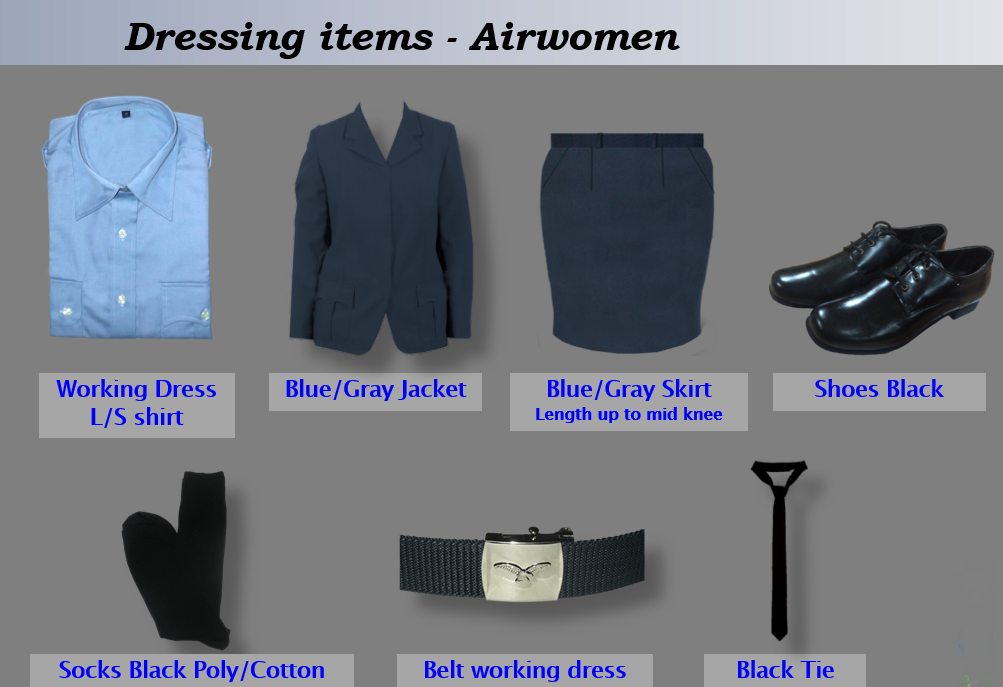 Dressing items - Airwomen
Working Dress
L/S shirt
Blue/Gray Jacket
Blue/Gray Skirt
Length up to mid knee
Shoes Black
Socks Black Poly/Cotton
Belt working dress
Black Tie